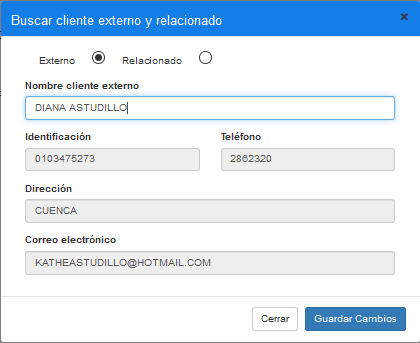 Buscar cliente externo y relacionado ×
Externo Relacionado
Nombre cliente externo
DIANA ASTUDILLO
Identificación Teléfono
0103475273 2862320
Dirección
CUENCA
Correo electrónico
KATHEASTUDILLO@HOTMAIL.COM
Cerrar Guardar Cambios